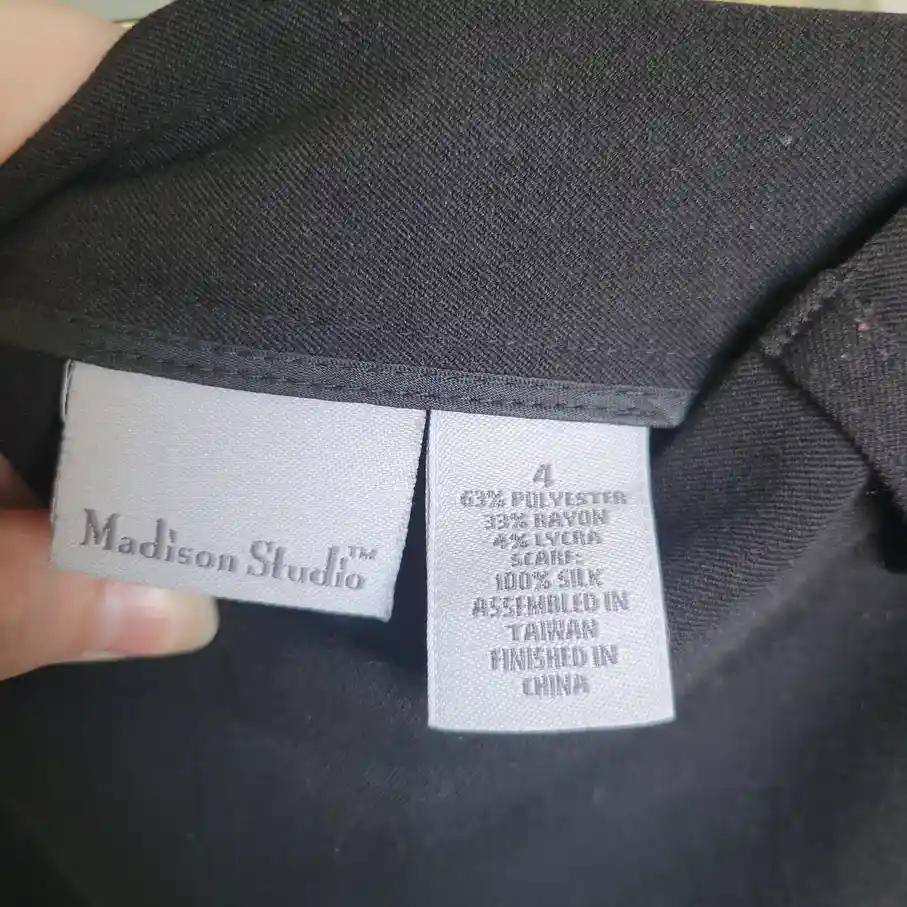 Madison Studio™
4
63% POLYESTER
33% RAYON
4% LYCRA
SCARF:
100% SILK
ASSEMBLED IN
TAIWAN
FINISHED IN
CHINA